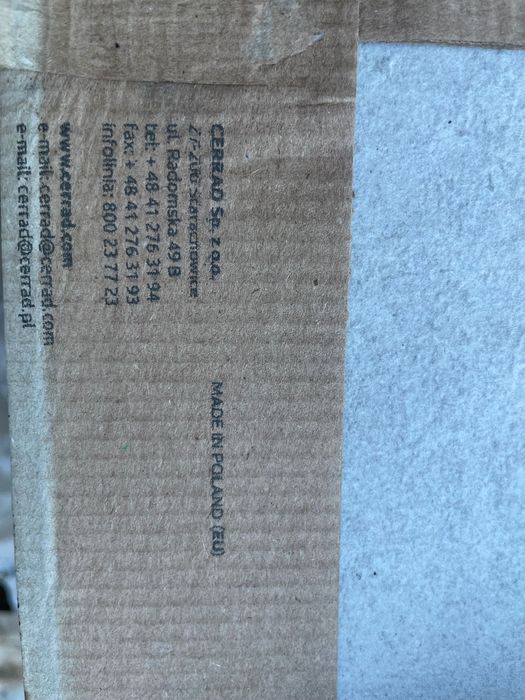 CERRAD Sp. z o.o.
27-200 Starachowice
ul. Radomska 49 B
tel: + 48 41 276 31 94
fax: + 48 41 276 31 93
infolinia: 800 23 77 23
www.cerrad.com
e-mail: cerrad@cerrad.com
e-mail: cerrad@cerrad.pl
MADE IN POLAND (EU)